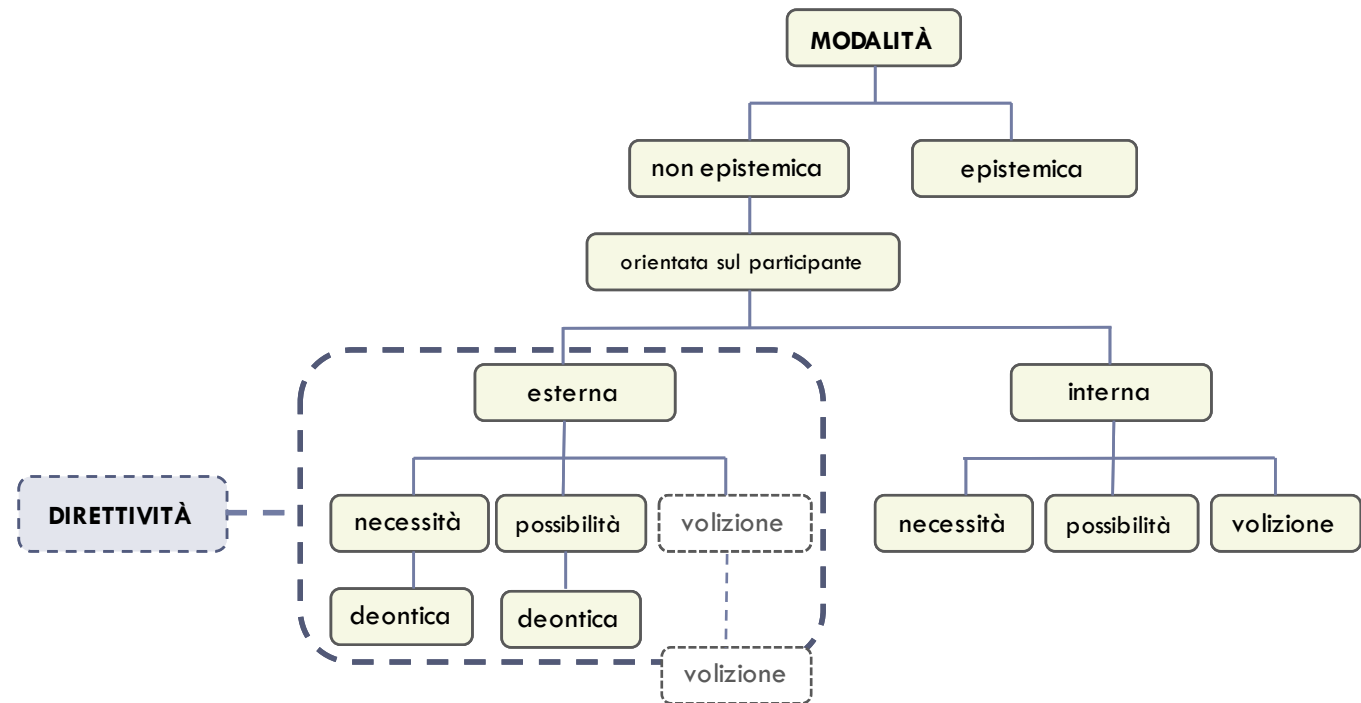 MODALITÀ
non epistemica
epistemica
orientata sul participante
esterna
interna
DIRETTIVITÀ
necessità
possibilità
volizione
necessità
possibilità
volizione
deontica
deontica
volizione